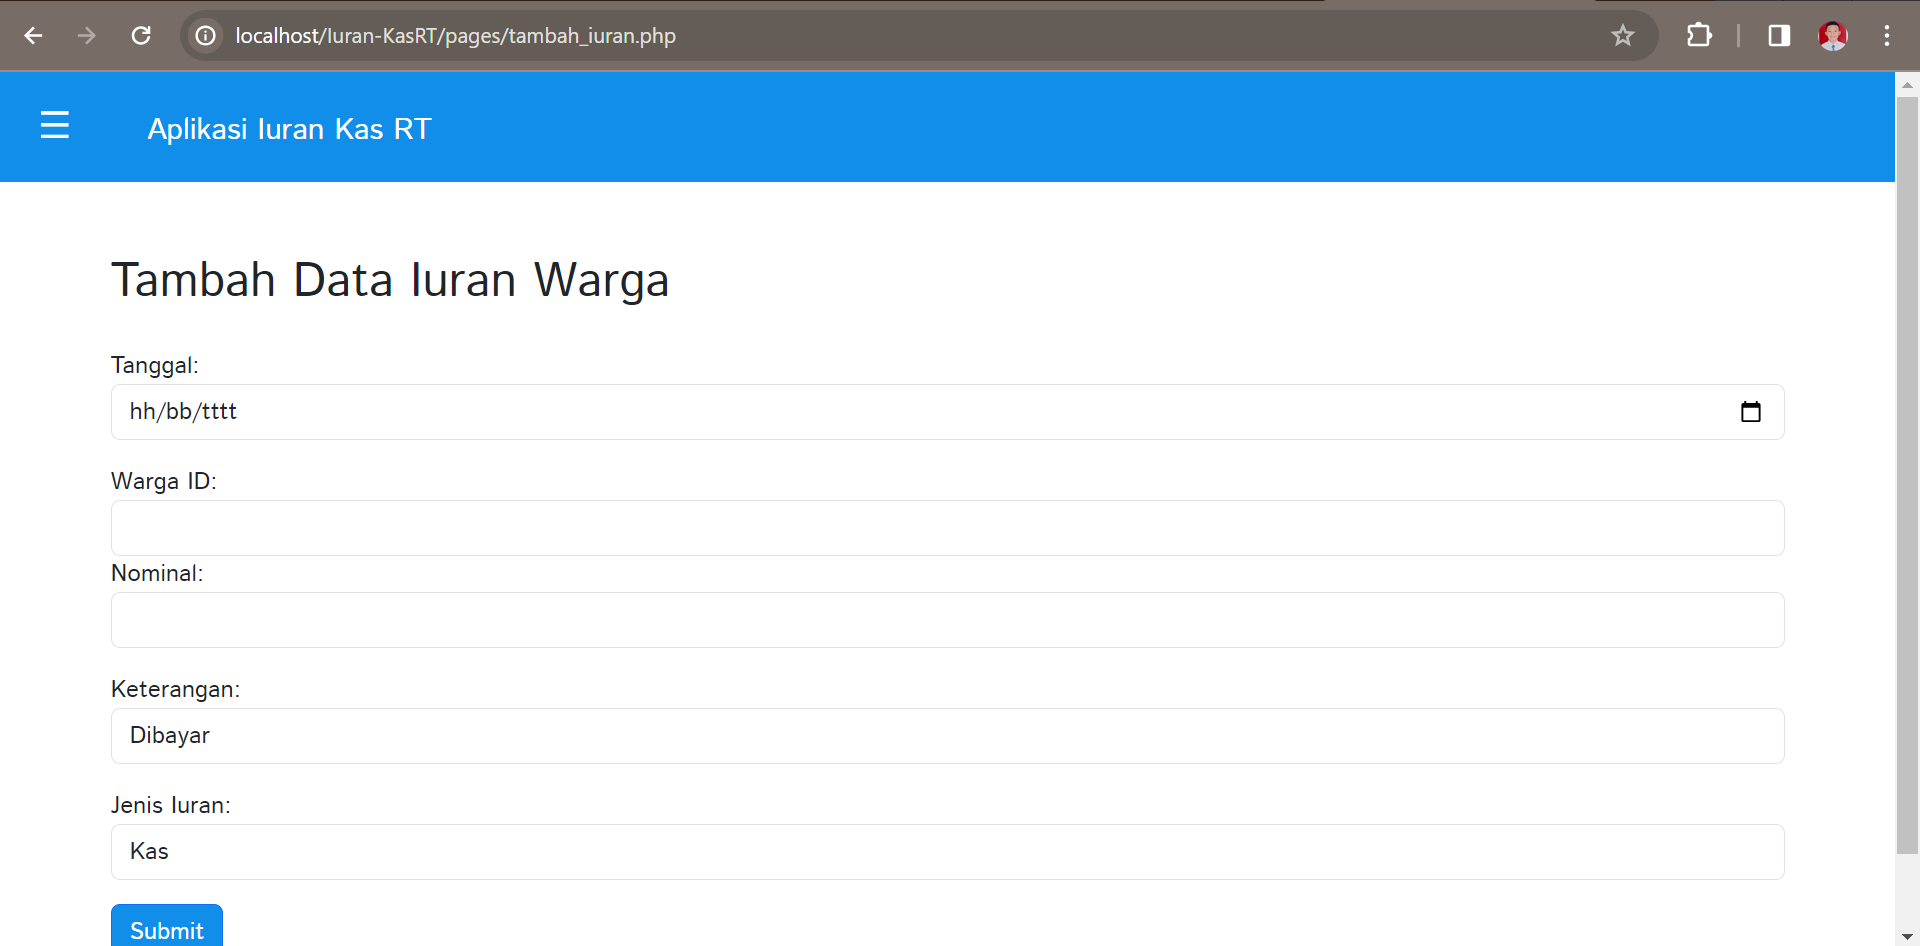 localhost/Iuran-KasRT/pages/tambah_iuran.php
Aplikasi Iuran Kas RT
Tambah Data Iuran Warga
Tanggal:
hh/bb/tttt
Warga ID:
Nominal:
Keterangan:
Dibayar
Jenis Iuran:
Kas
Submit